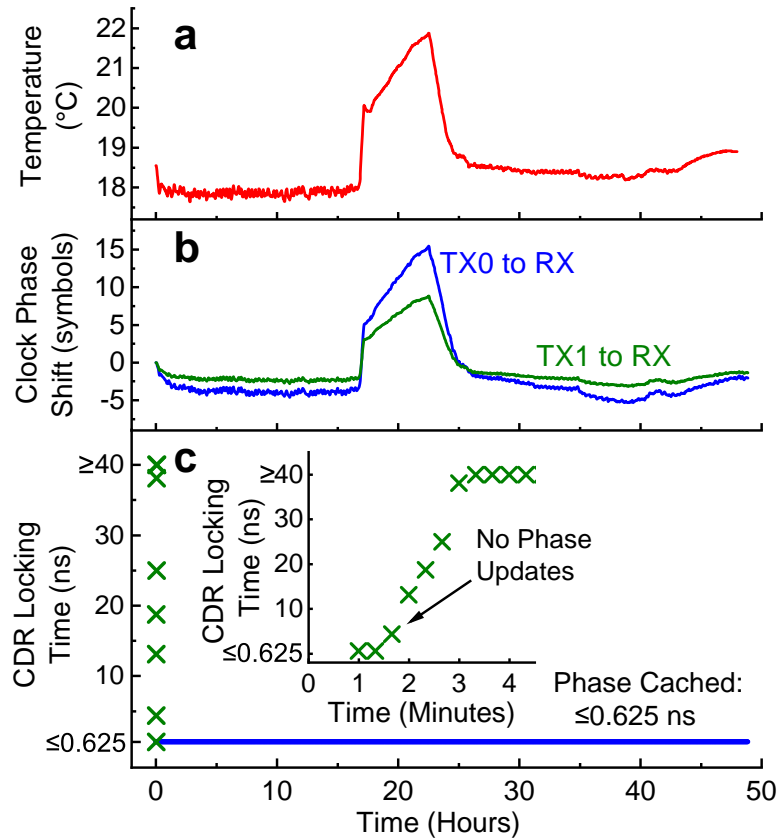 a
Temperature
(°C)
22
21
20
19
18
b
Clock Phase
Shift (symbols)
15
10
5
0
-5
TX0 to RX
TX1 to RX
c
CDR Locking
Time (ns)
≥40
30
20
10
≤0.625
CDR Locking
Time (ns)
≥40
30
20
10
≤0.625
No Phase
Updates
0 1 2 3 4
Time (Minutes)
Phase Cached:
≤0.625 ns
0 10 20 30 40 50
Time (Hours)